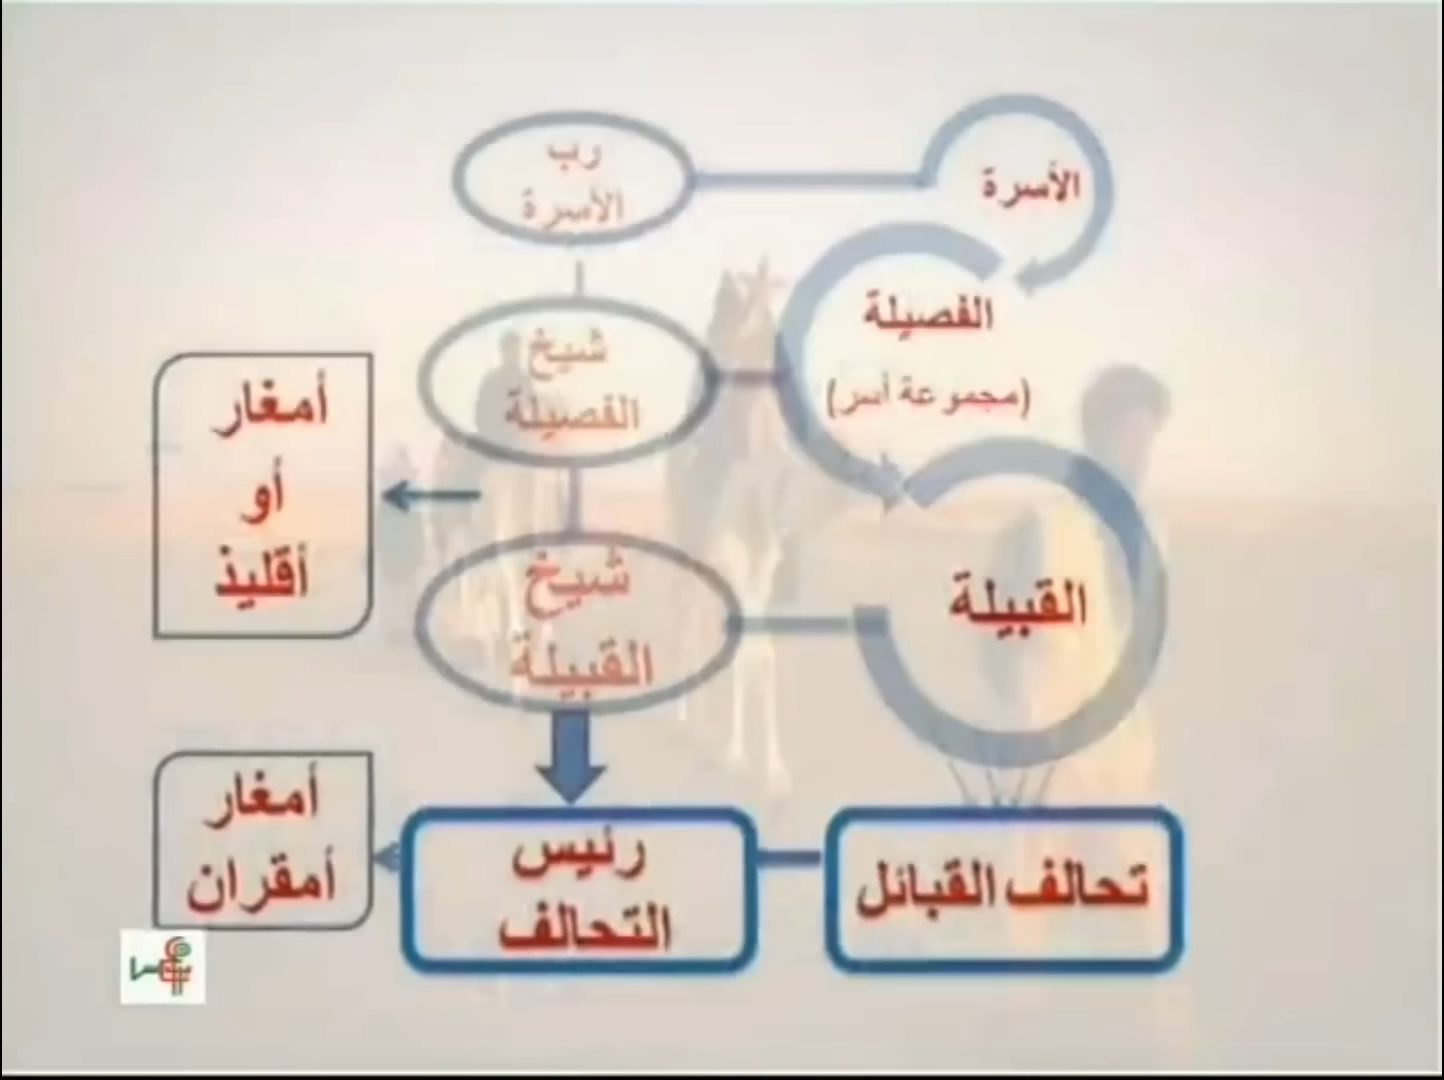 الأسرة
رب
الأسرة
الفصيلة
(مجموعة أسر)
شيخ
الفصيلة
أمغار
أو
أقليذ
القبيلة
شيخ
القبيلة
تحالف القبائل
رئيس
التحالف
أمغار
أمقران